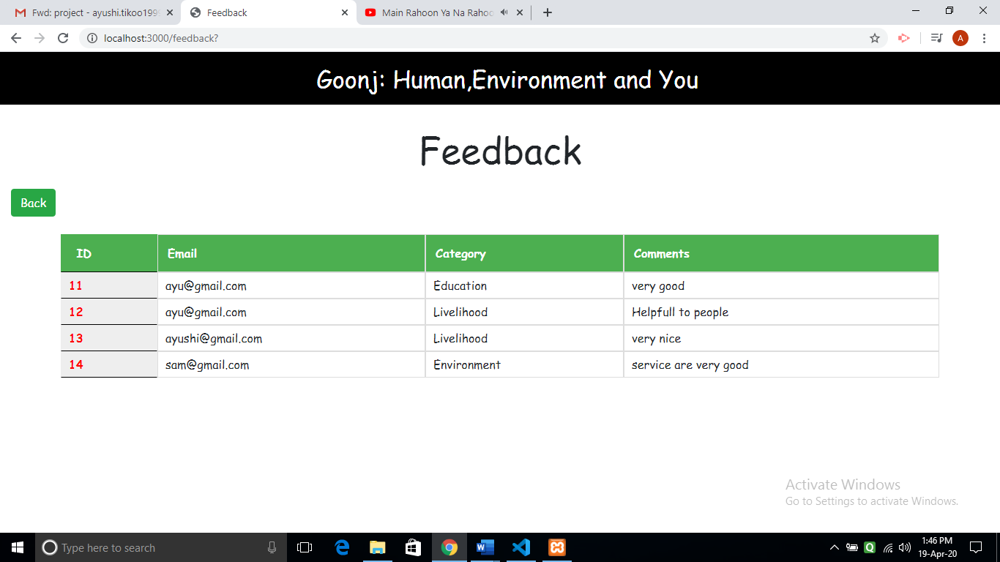 Fwd: project - ayushi.tikoo199
Feedback
Main Rahoon Ya Na Rahoo
localhost:3000/feedback?
A
Goonj: Human,Environment and You
Feedback
Back
ID Email Category Comments
11 ayu@gmail.com Education very good
12 ayu@gmail.com Livelihood Helpfull to people
13 ayushi@gmail.com Livelihood very nice
14 sam@gmail.com Environment service are very good
Activate Windows
Go to Settings to activate Windows.
Type here to search
1:46 PM
19-Apr-20